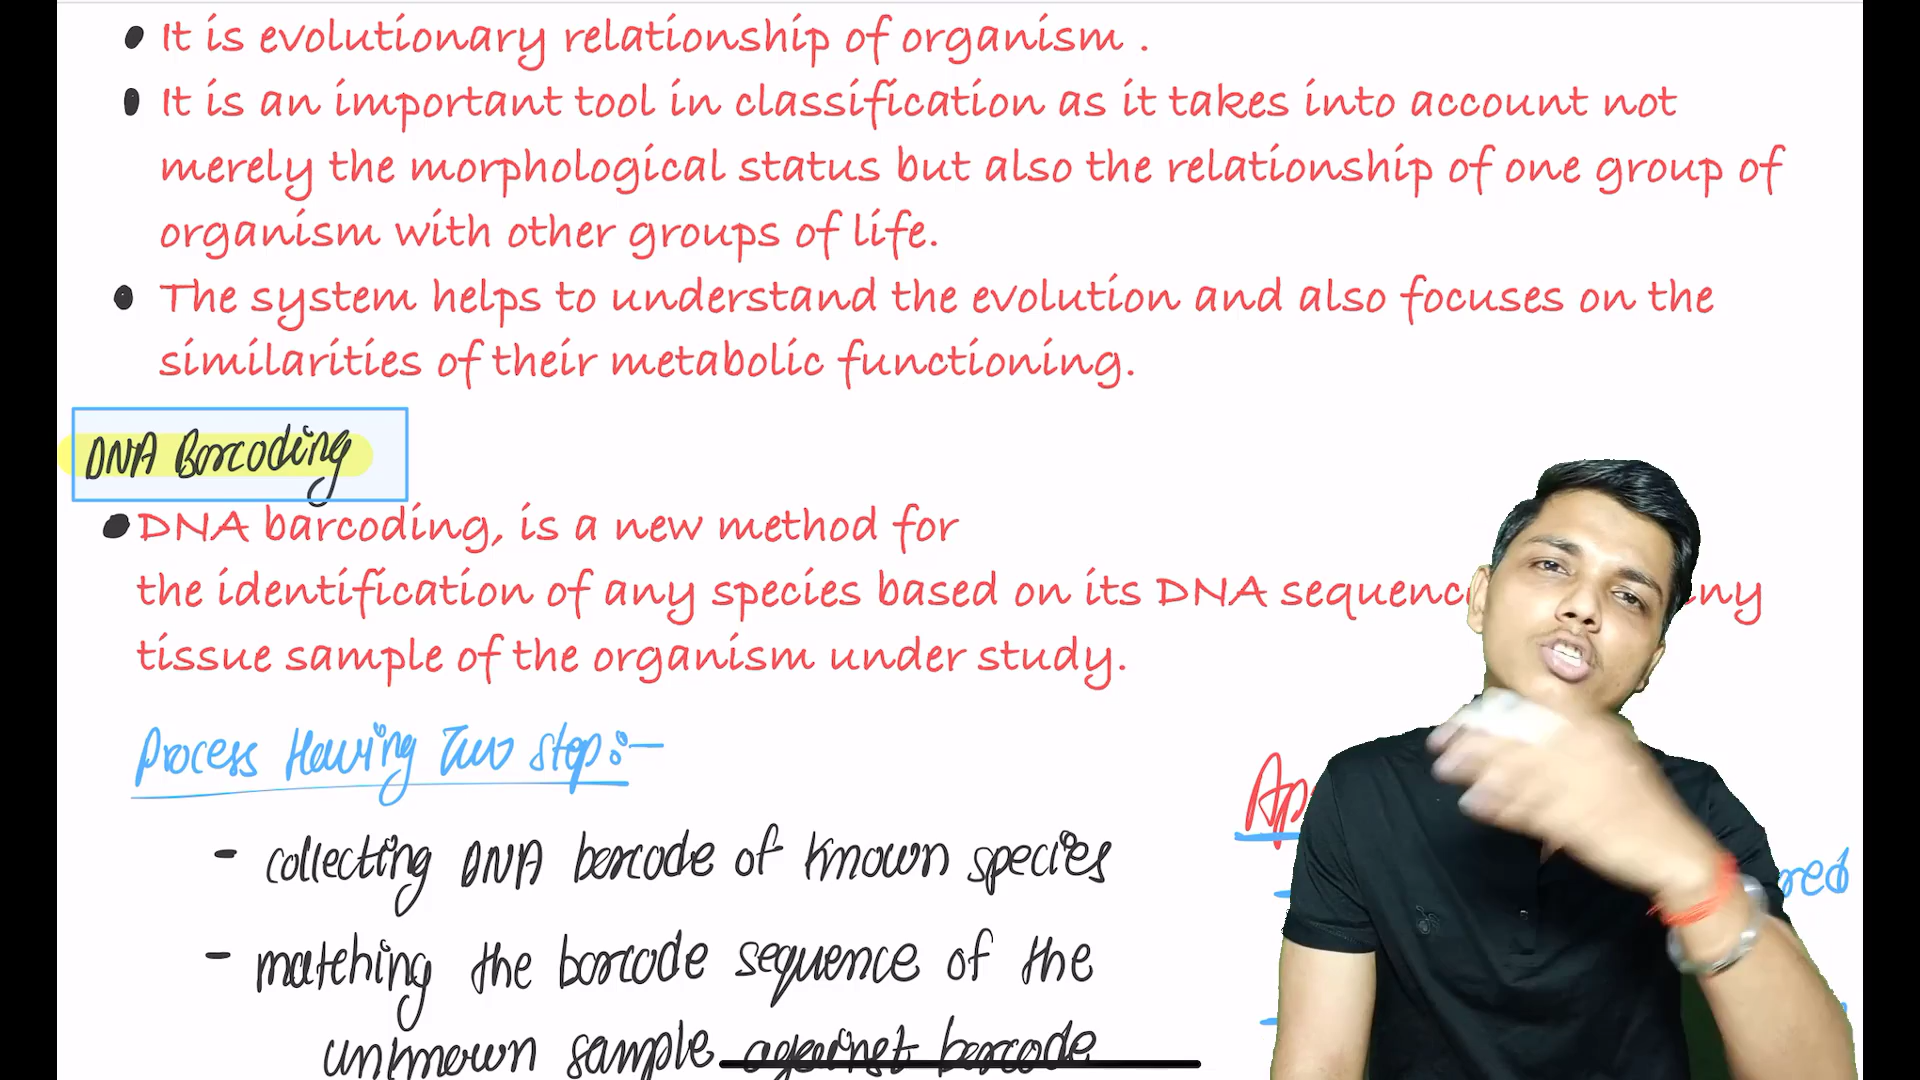 It is evolutionary relationship of organism .
It is an important tool in classification as it takes into account not
merely the morphological status but also the relationship of one group of
organism with other groups of life.
The system helps to understand the evolution and also focuses on the
similarities of their metabolic functioning.
DNA Barcoding
DNA barcoding, is a new method for
the identification of any species based on its DNA
tissue sample of the organism under study.
Process Having Two step:-
- collecting DNA barcode of known species
- matching the barcode sequence of the
unknown sample against barcode